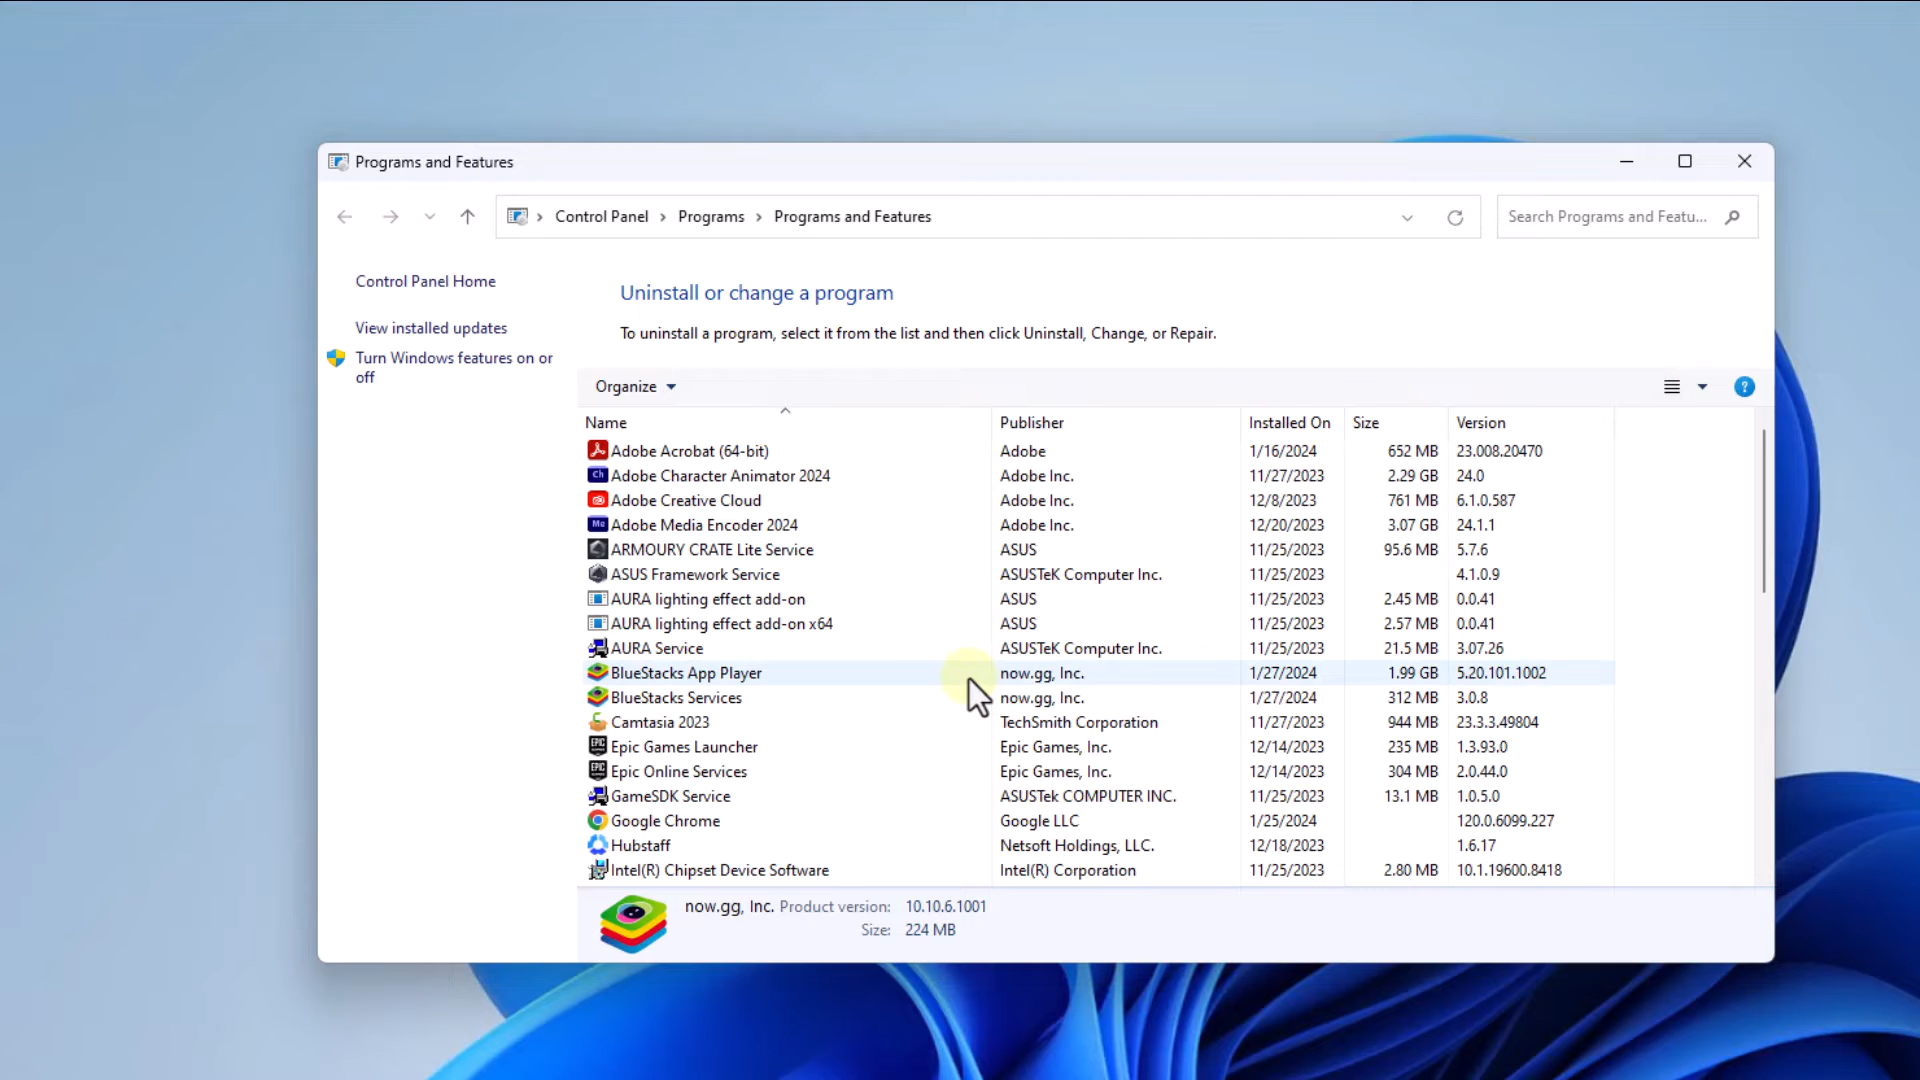 Programs and Features
Control Panel > Programs > Programs and Features
Search Programs and Featu...
Control Panel Home
View installed updates
Turn Windows features on or
off
Uninstall or change a program
To uninstall a program, select it from the list and then click Uninstall, Change, or Repair.
Organize
Name Publisher Installed On Size Version
Adobe Acrobat (64-bit) Adobe 1/16/2024 652 MB 23.008.20470
Ch Adobe Character Animator 2024 Adobe Inc. 11/27/2023 2.29 GB 24.0
Adobe Creative Cloud Adobe Inc. 12/8/2023 761 MB 6.1.0.587
Me Adobe Media Encoder 2024 Adobe Inc. 12/20/2023 3.07 GB 24.1.1
ARMOURY CRATE Lite Service ASUS 11/25/2023 95.6 MB 5.7.6
ASUS Framework Service ASUSTeK Computer Inc. 11/25/2023 4.1.0.9
AURA lighting effect add-on ASUS 11/25/2023 2.45 MB 0.0.41
AURA lighting effect add-on x64 ASUS 11/25/2023 2.57 MB 0.0.41
AURA Service ASUSTeK Computer Inc. 11/25/2023 21.5 MB 3.07.26
BlueStacks App Player now.gg, Inc. 1/27/2024 1.99 GB 5.20.101.1002
BlueStacks Services now.gg, Inc. 1/27/2024 312 MB 3.0.8
Camtasia 2023 TechSmith Corporation 11/27/2023 944 MB 23.3.3.49804
EPIC Epic Games Launcher Epic Games, Inc. 12/14/2023 235 MB 1.3.93.0
EPIC Epic Online Services Epic Games, Inc. 12/14/2023 304 MB 2.0.44.0
GameSDK Service ASUSTek COMPUTER INC. 11/25/2023 13.1 MB 1.0.5.0
Google Chrome Google LLC 1/25/2024 120.0.6099.227
Hubstaff Netsoft Holdings, LLC. 12/18/2023 1.6.17
Intel(R) Chipset Device Software Intel(R) Corporation 11/25/2023 2.80 MB 10.1.19600.8418
now.gg, Inc. Product version: 10.10.6.1001
Size: 224 MB